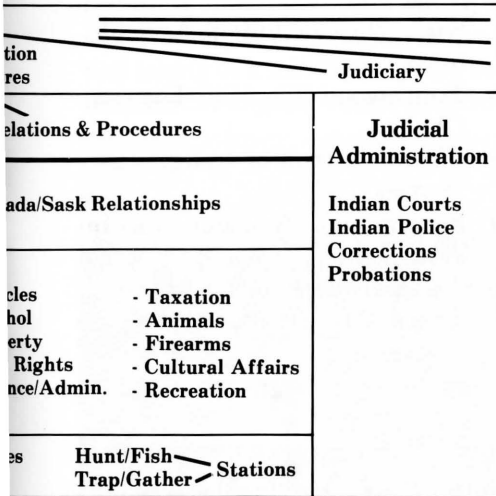 tion
res
Judiciary
elations & Procedures
Judicial
Administration
ada/Sask Relationships
Indian Courts
Indian Police
Corrections
Probations
cles
hol
erty
Rights
nce/Admin.
- Taxation
- Animals
- Firearms
- Cultural Affairs
- Recreation
es
Hunt/Fish
Trap/Gather
Stations